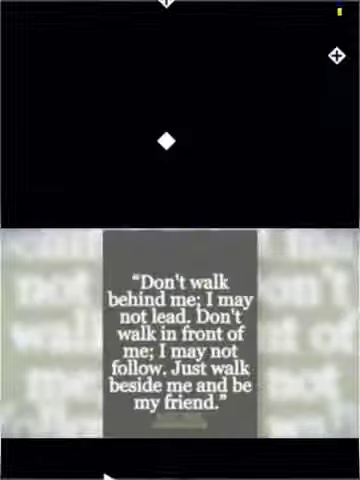 “Don't walk
behind me; I may
not lead. Don't
walk in front of
me; I may not
follow. Just walk
beside me and be
my friend.”